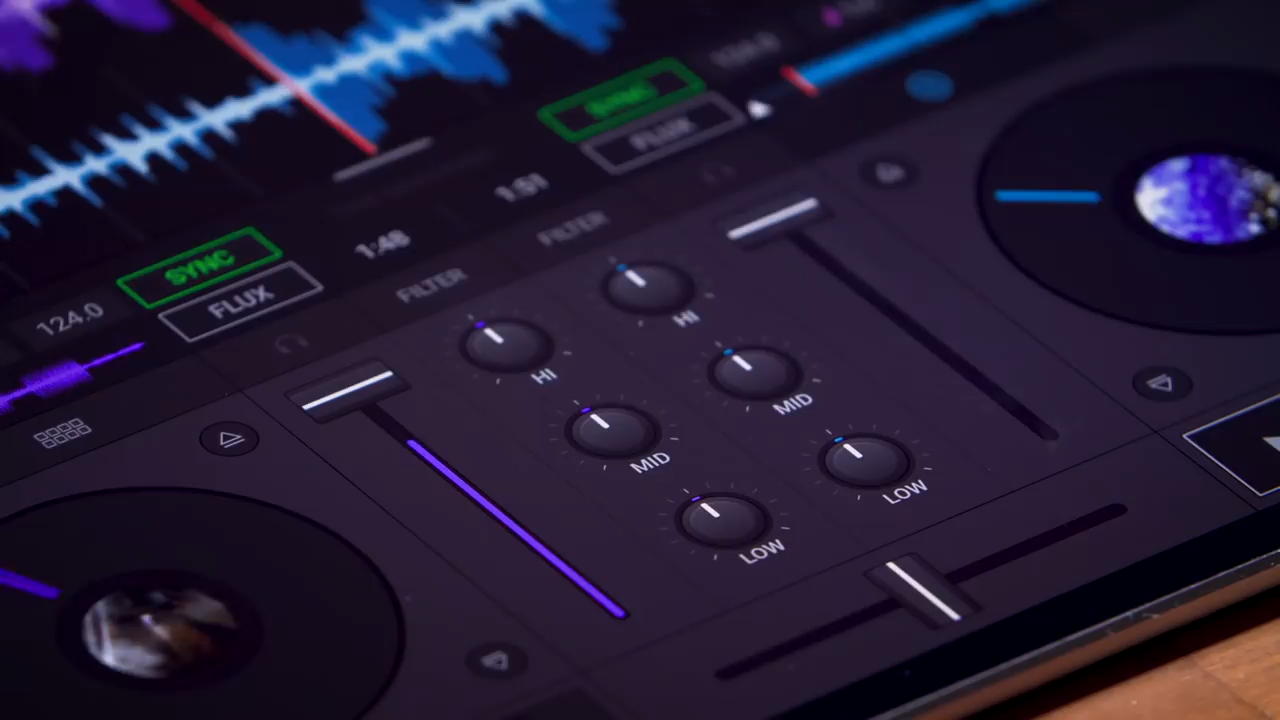 SYNC
FLUX
1:51
124.0
SYNC
FLUX
1:48
FILTER
FILTER
HI
HI
MID
MID
LOW
LOW